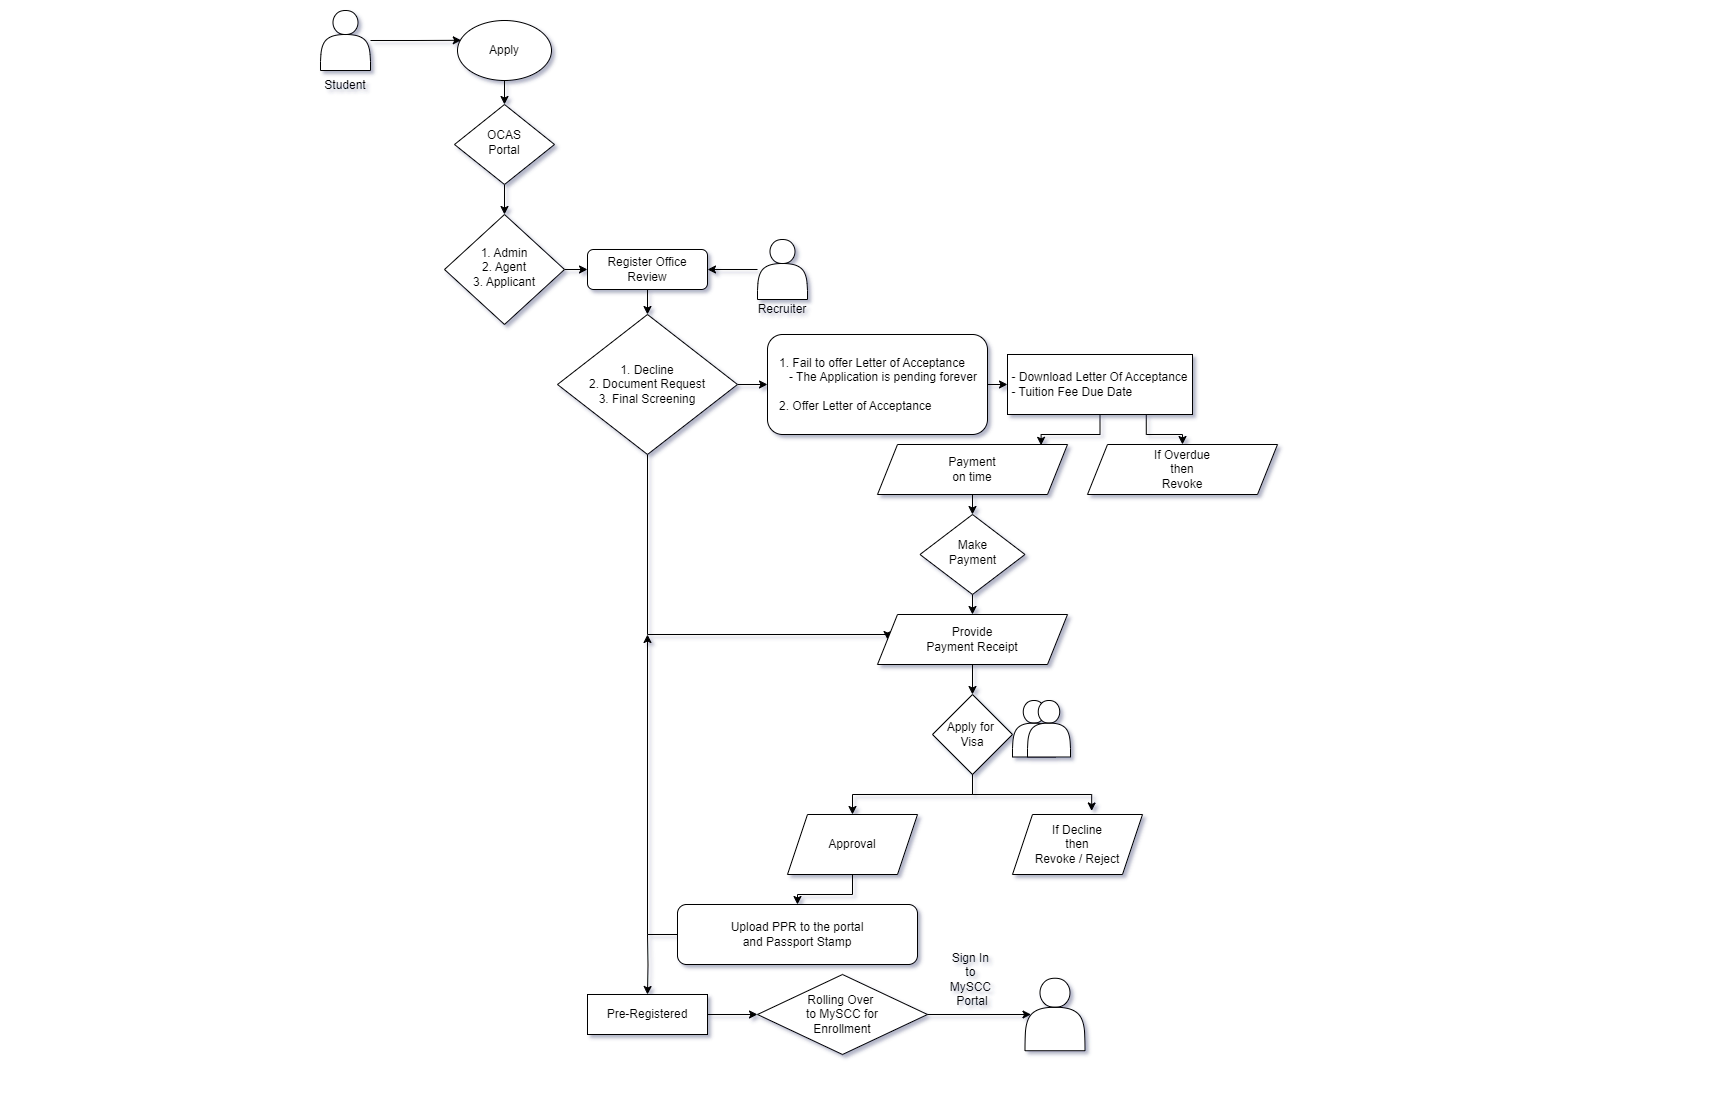 Apply
Student
OCAS
Portal
1. Admin
2. Agent
3. Applicant
Register Office
Review
Recruiter
1. Decline
2. Document Request
3. Final Screening
1. Fail to offer Letter of Acceptance
- The Application is pending forever
2. Offer Letter of Acceptance
- Download Letter Of Acceptance
- Tuition Fee Due Date
Payment
on time
If Overdue
then
Revoke
Make
Payment
Provide
Payment Receipt
Apply for
Visa
Approval
If Decline
then
Revoke / Reject
Upload PPR to the portal
and Passport Stamp
Pre-Registered
Rolling Over
to MySCC for
Enrollment
Sign In
to
MySCC
Portal